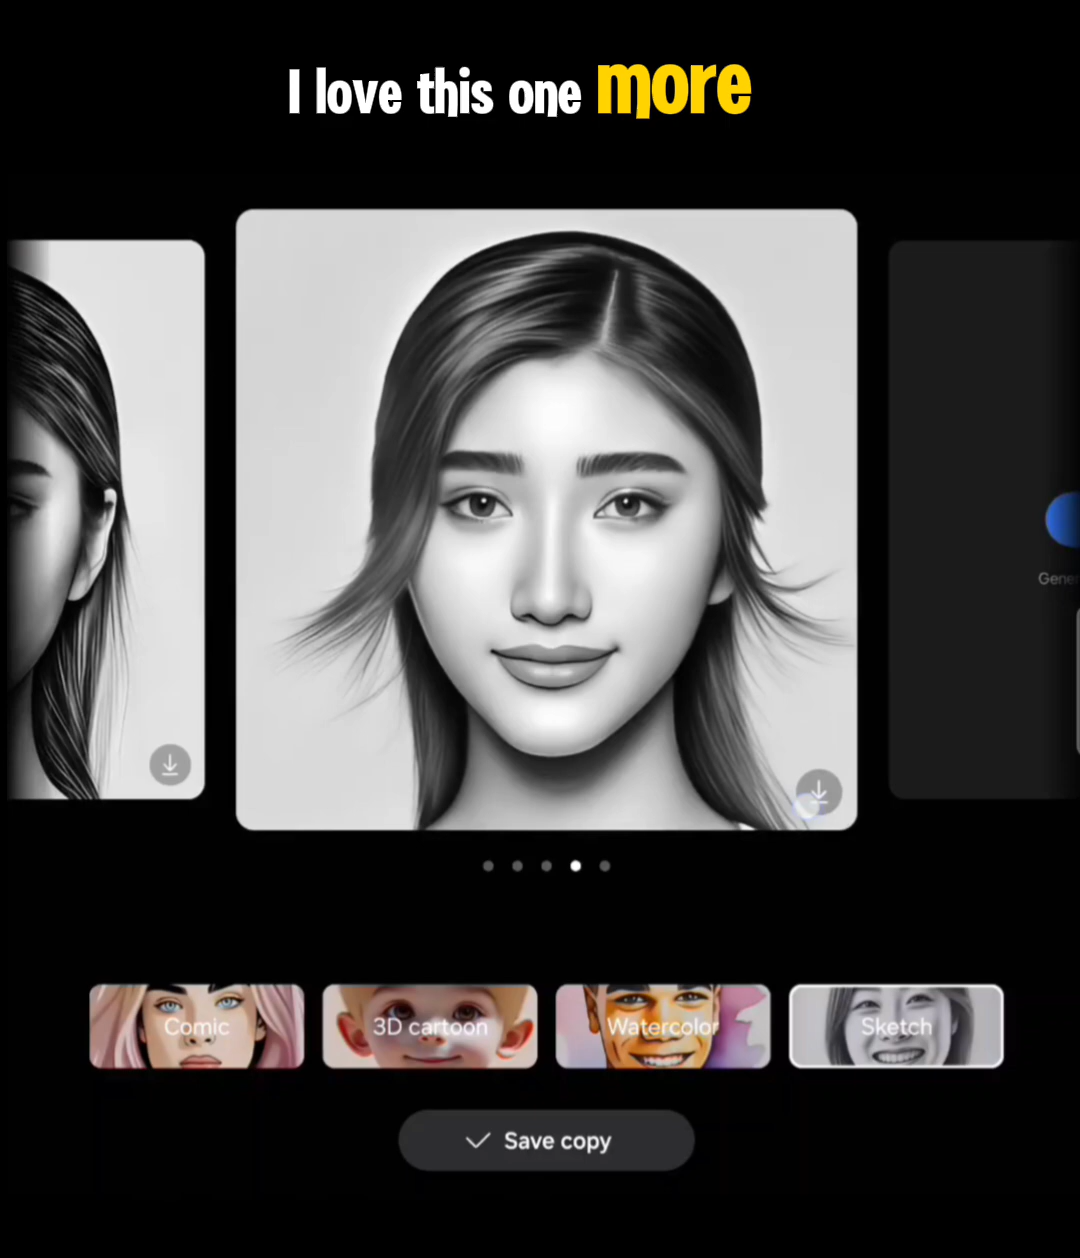 I love this one more
Comic
3D cartoon
Watercolor
Sketch
Save copy